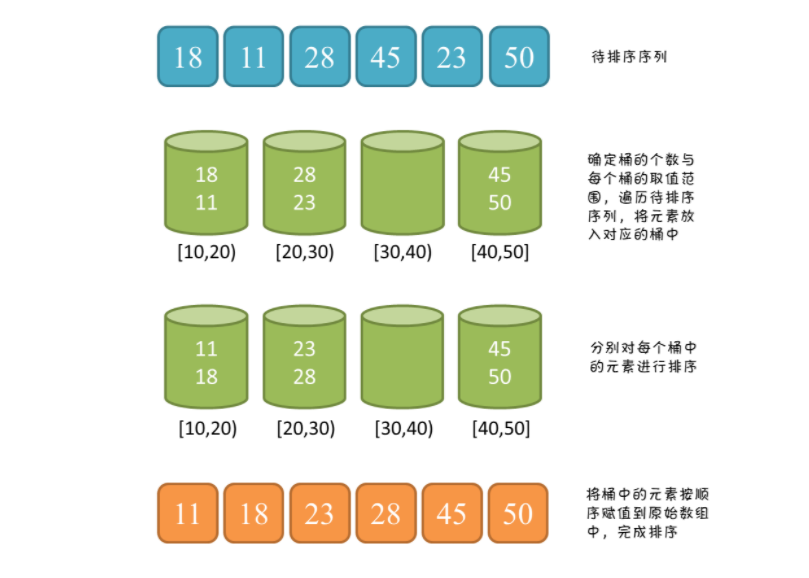 18 11 28 45 23 50
待排序序列
18 28 45
11 23 50
确定桶的个数与
每个桶的取值范
围，遍历待排序
序列，将元素放
入对应的桶中
[10,20) [20,30) [30,40) [40,50]
11 23 45
18 28 50
分别对每个桶中
的元素进行排序
[10,20) [20,30) [30,40) [40,50]
11 18 23 28 45 50
将桶中的元素按顺
序赋值到原始数组
中，完成排序